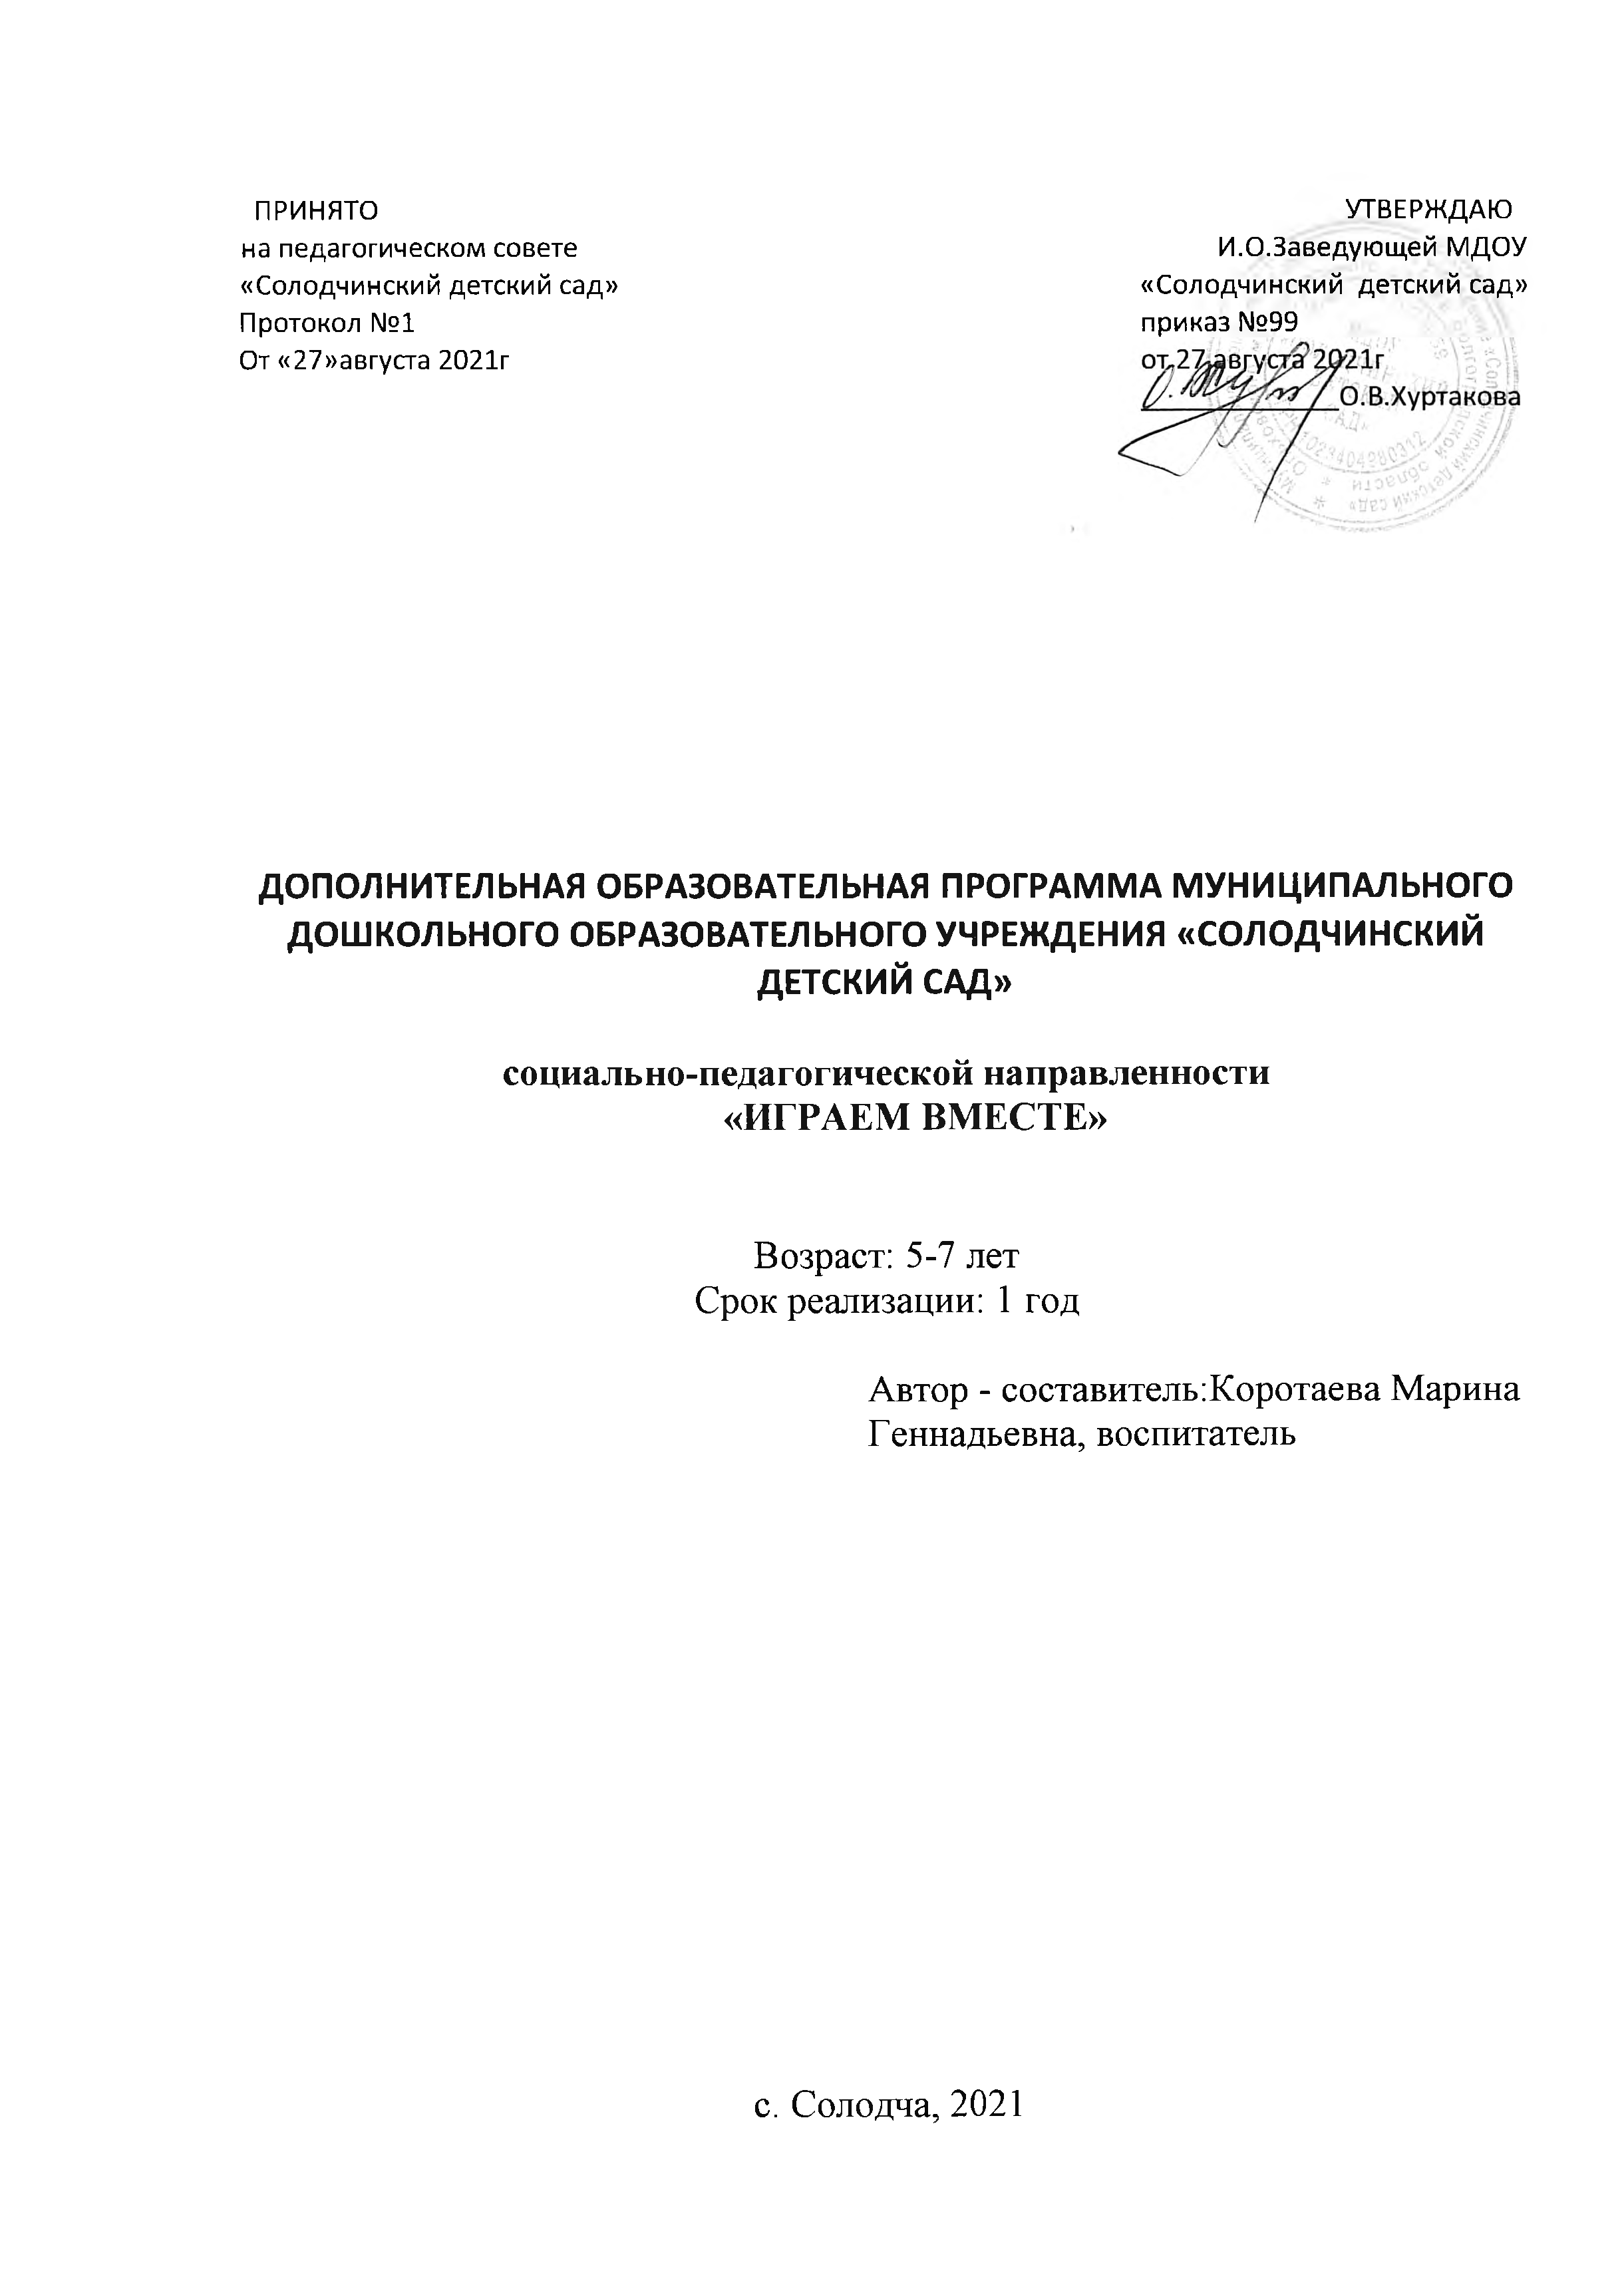 ПРИНЯТО
на педагогическом совете
«Солодчинский детский сад»
Протокол №1
От «27»августа 2021г
УТВЕРЖДАЮ
И.О.Заведующей МДОУ
«Солодчинский детский сад»
приказ №99
от 27 августа 2021г
О.В.Хуртакова
ДОПОЛНИТЕЛЬНАЯ ОБРАЗОВАТЕЛЬНАЯ ПРОГРАММА МУНИЦИПАЛЬНОГО
ДОШКОЛЬНОГО ОБРАЗОВАТЕЛЬНОГО УЧРЕЖДЕНИЯ «СОЛОДЧИНСКИЙ
ДЕТСКИЙ САД»
социально-педагогической направленности
«ИГРАЕМ ВМЕСТЕ»
Возраст: 5-7 лет
Срок реализации: 1 год
Автор - составитель:Коротаева Марина
Геннадьевна, воспитатель
с. Солодча, 2021